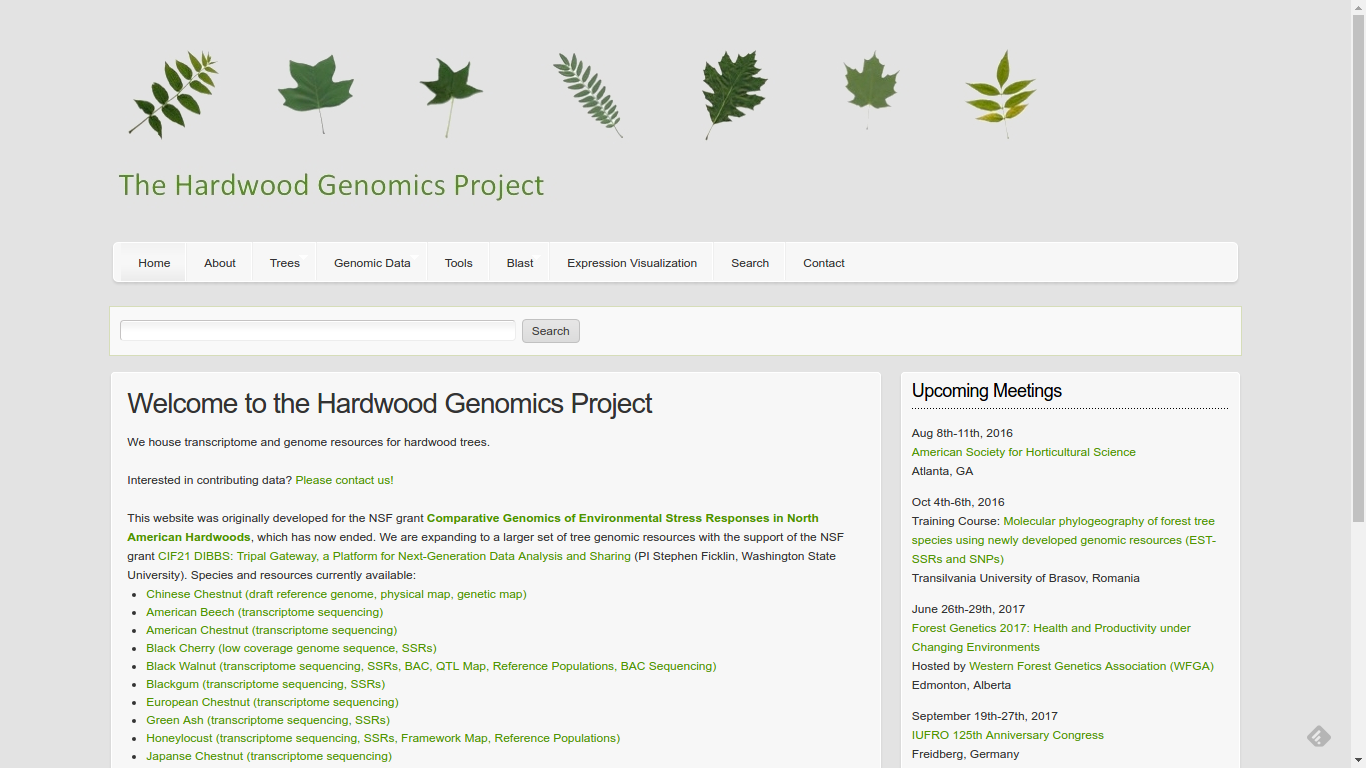 The Hardwood Genomics Project
Home About Trees Genomic Data Tools Blast Expression Visualization Search Contact
Search
Welcome to the Hardwood Genomics Project
We house transcriptome and genome resources for hardwood trees.
Interested in contributing data? Please contact us!
This website was originally developed for the NSF grant Comparative Genomics of Environmental Stress Responses in North
American Hardwoods, which has now ended. We are expanding to a larger set of tree genomic resources with the support of the NSF
grant CIF21 DIBBS: Tripal Gateway, a Platform for Next-Generation Data Analysis and Sharing (PI Stephen Ficklin, Washington State
University). Species and resources currently available:
• Chinese Chestnut (draft reference genome, physical map, genetic map)
• American Beech (transcriptome sequencing)
• American Chestnut (transcriptome sequencing)
• Black Cherry (low coverage genome sequence, SSRs)
• Black Walnut (transcriptome sequencing, SSRs, BAC, QTL Map, Reference Populations, BAC Sequencing)
• Blackgum (transcriptome sequencing, SSRs)
• European Chestnut (transcriptome sequencing)
• Green Ash (transcriptome sequencing, SSRs)
• Honeylocust (transcriptome sequencing, SSRs, Framework Map, Reference Populations)
• Japanse Chestnut (transcriptome sequencing)
Upcoming Meetings
Aug 8th-11th, 2016
American Society for Horticultural Science
Atlanta, GA
Oct 4th-6th, 2016
Training Course: Molecular phylogeography of forest tree
species using newly developed genomic resources (EST-
SSRs and SNPs)
Transilvania University of Brasov, Romania
June 26th-29th, 2017
Forest Genetics 2017: Health and Productivity under
Changing Environments
Hosted by Western Forest Genetics Association (WFGA)
Edmonton, Alberta
September 19th-27th, 2017
IUFRO 125th Anniversary Congress
Freidberg, Germany